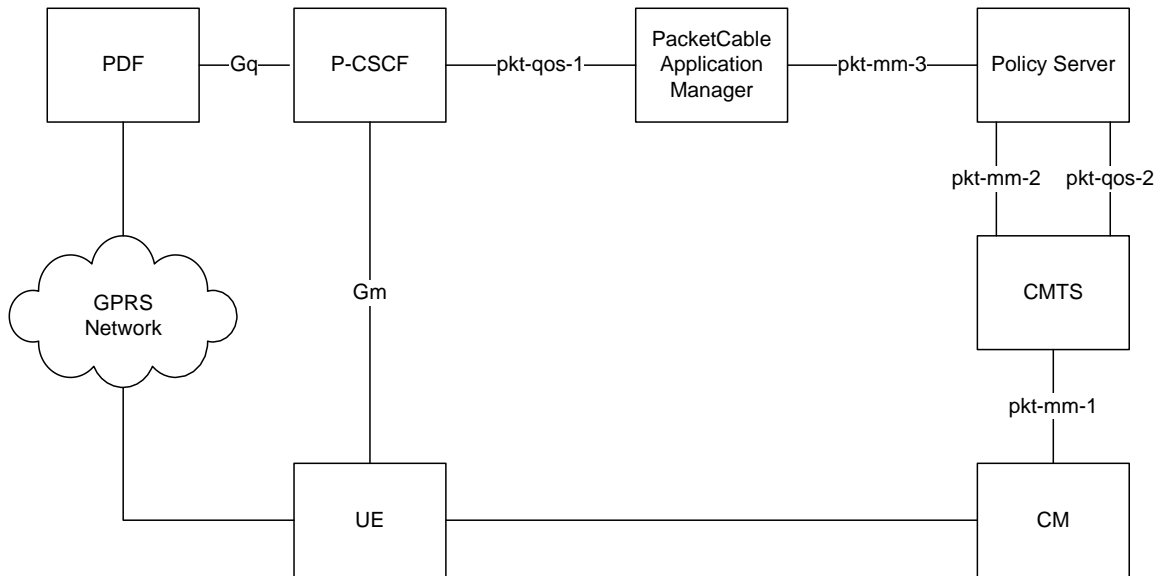 PDF
Gq
P-CSCF
pkt-qos-1
PacketCable
Application
Manager
pkt-mm-3
Policy Server
pkt-mm-2
pkt-qos-2
GPRS
Network
Gm
CMTS
pkt-mm-1
UE
CM